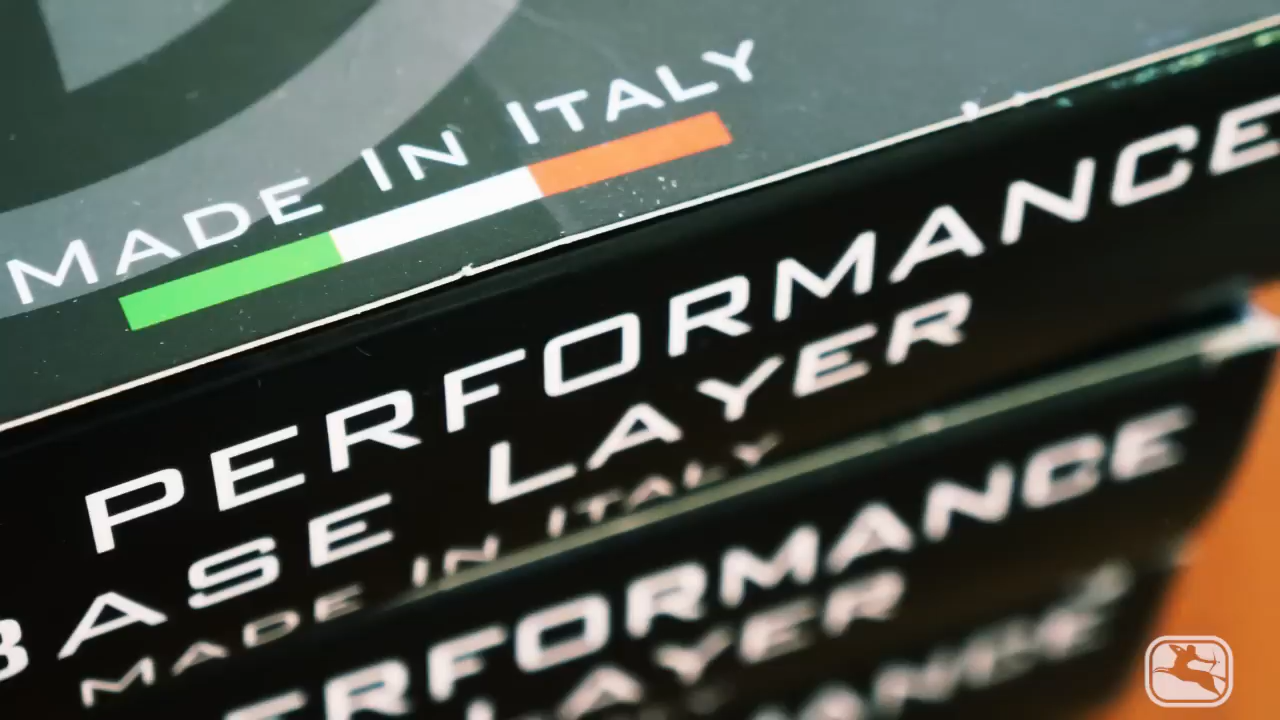 MADE IN ITALY
PERFORMANCE
BASE LAYER
MADE IN ITALY
PERFORMANCE
LAYER